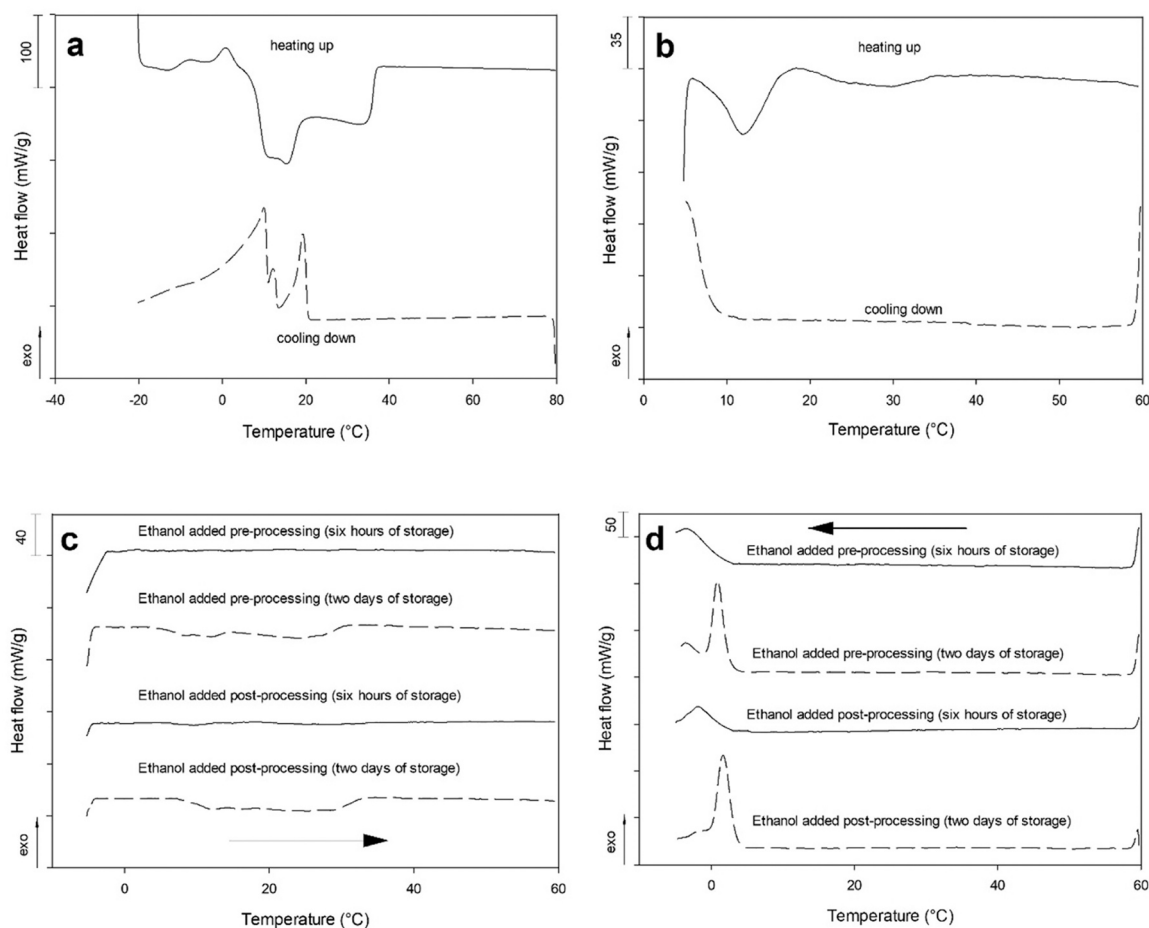 a
100
heating up
Heat flow (mW/g)
cooling down
exo
-40 -20 0 20 40 60 80
Temperature (°C)
b
35
heating up
Heat flow (mW/g)
cooling down
exo
0 10 20 30 40 50 60
Temperature (°C)
c
40
Ethanol added pre-processing (six hours of storage)
Ethanol added pre-processing (two days of storage)
Heat flow (mW/g)
Ethanol added post-processing (six hours of storage)
Ethanol added post-processing (two days of storage)
exo
0 20 40 60
Temperature (°C)
d
50
Ethanol added pre-processing (six hours of storage)
Ethanol added pre-processing (two days of storage)
Heat flow (mW/g)
Ethanol added post-processing (six hours of storage)
Ethanol added post-processing (two days of storage)
exo
0 20 40 60
Temperature (°C)